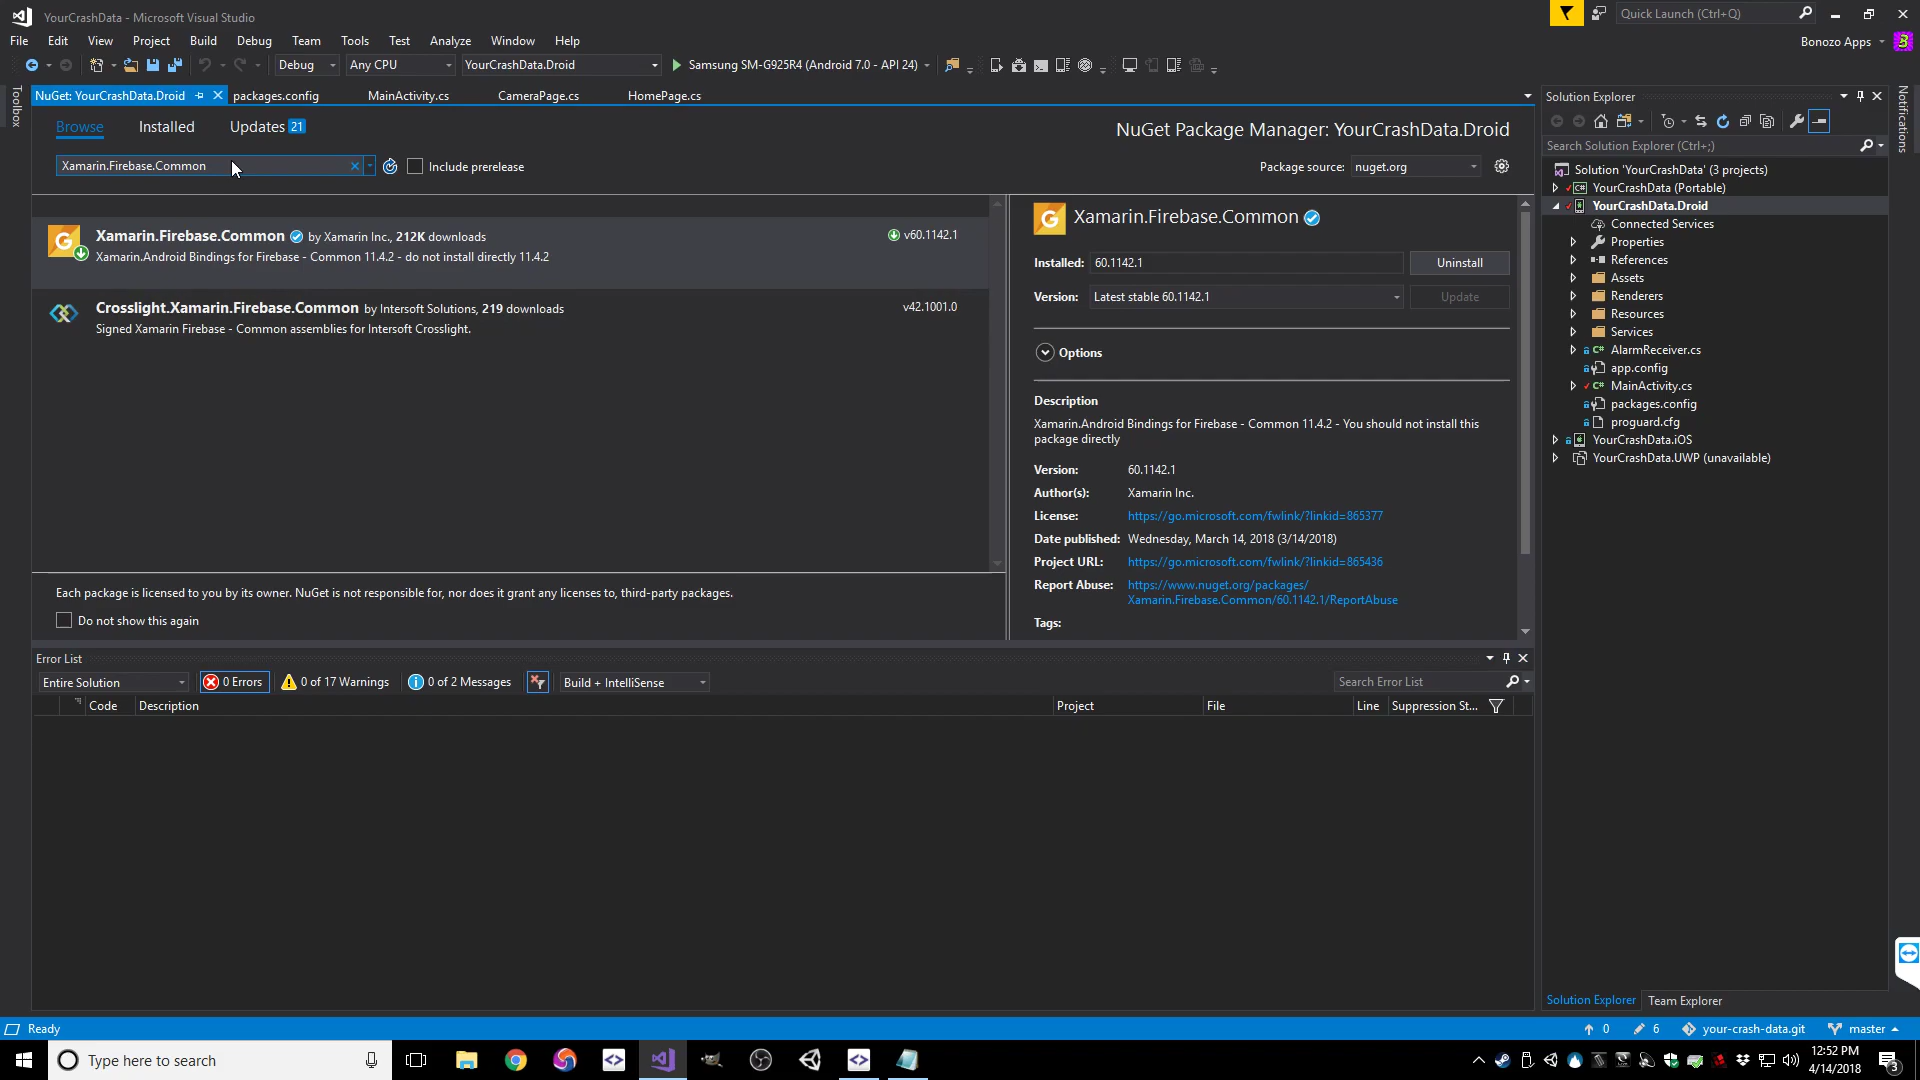 YourCrashData - Microsoft Visual Studio
Quick Launch (Ctrl+Q)
File Edit View Project Build Debug Team Tools Test Analyze Window Help
Bonozo Apps
Debug Any CPU YourCrashData.Droid Samsung SM-G925R4 (Android 7.0 - API 24)
Toolbox
NuGet: YourCrashData.Droid packages.config MainActivity.cs CameraPage.cs HomePage.cs
Browse Installed Updates 21
NuGet Package Manager: YourCrashData.Droid
Xamarin.Firebase.Common
Include prerelease
Package source: nuget.org
Xamarin.Firebase.Common by Xamarin Inc., 212K downloads
v60.1142.1
Xamarin.Android Bindings for Firebase - Common 11.4.2 - do not install directly 11.4.2
Crosslight.Xamarin.Firebase.Common by Intersoft Solutions, 219 downloads
v42.1001.0
Signed Xamarin Firebase - Common assemblies for Intersoft Crosslight.
Each package is licensed to you by its owner. NuGet is not responsible for, nor does it grant any licenses to, third-party packages.
Do not show this again
Xamarin.Firebase.Common
Installed: 60.1142.1 Uninstall
Version: Latest stable 60.1142.1 Update
Options
Description
Xamarin.Android Bindings for Firebase - Common 11.4.2 - You should not install this
package directly
Version: 60.1142.1
Author(s): Xamarin Inc.
License: https://go.microsoft.com/fwlink/?linkid=865377
Date published: Wednesday, March 14, 2018 (3/14/2018)
Project URL: https://go.microsoft.com/fwlink/?linkid=865436
Report Abuse: https://www.nuget.org/packages/
Xamarin.Firebase.Common/60.1142.1/ReportAbuse
Tags:
Solution Explorer
Search Solution Explorer (Ctrl+;)
Solution 'YourCrashData' (3 projects)
YourCrashData (Portable)
YourCrashData.Droid
Connected Services
Properties
References
Assets
Renderers
Resources
Services
AlarmReceiver.cs
app.config
MainActivity.cs
packages.config
proguard.cfg
YourCrashData.iOS
YourCrashData.UWP (unavailable)
Notifications
Error List
Entire Solution 0 Errors 0 of 17 Warnings 0 of 2 Messages Build + IntelliSense
Search Error List
Code Description Project File Line Suppression St...
Solution Explorer Team Explorer
Ready
0 6 your-crash-data.git master
Type here to search
12:52 PM
4/14/2018
3